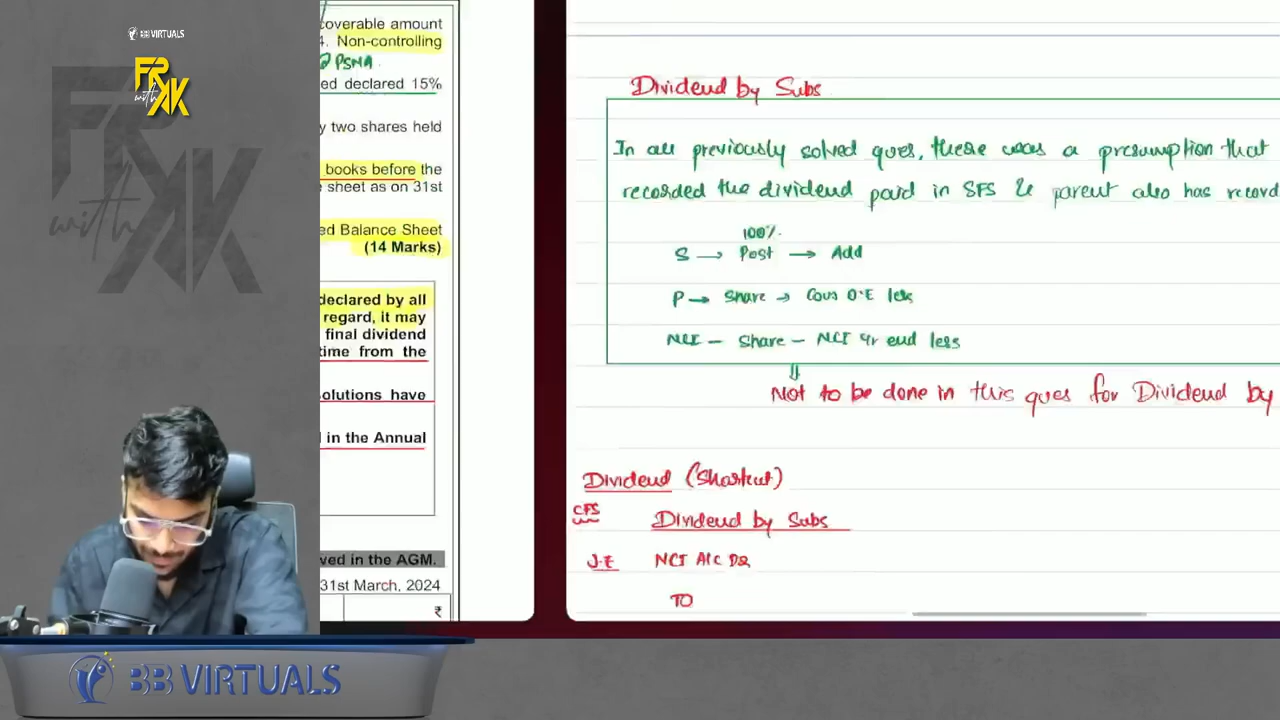 BB VIRTUALS
FR
with
AK
FR
with
AK
coverable amount
4. Non-controlling
@ PSNA
ed declared 15%
y two shares held
books before the
sheet as on 31st
ed Balance Sheet
(14 Marks)
declared by all
regard, it may
final dividend
time from the
olutions have
in the Annual
ved in the AGM.
31st March, 2024
₹
Dividend by Subs
In all previously solved ques, there was a presumption that
recorded the dividend paid in SFS & parent also has record
100%
S → Post → Add
P → Share → Cons O.E less
NCI – Share – NCI Yr end less
⇓
Not to be done in this ques for Dividend by
Dividend (Shortcut)
CFS
Dividend by Subs
J.E NCI A/c Dr
TO
BB VIRTUALS